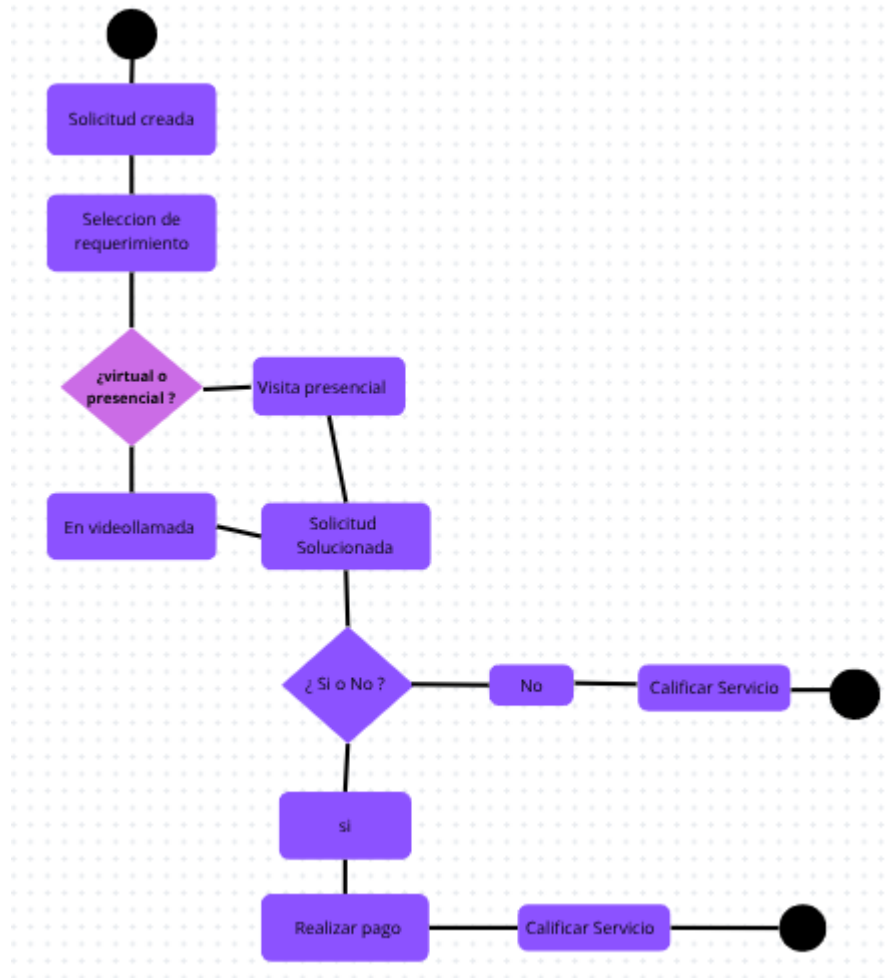 Solicitud creada
Seleccion de
requerimiento
¿virtual o
presencial ?
Visita presencial
En videollamada
Solicitud
Solucionada
¿ Si o No ?
No
Calificar Servicio
si
Realizar pago
Calificar Servicio